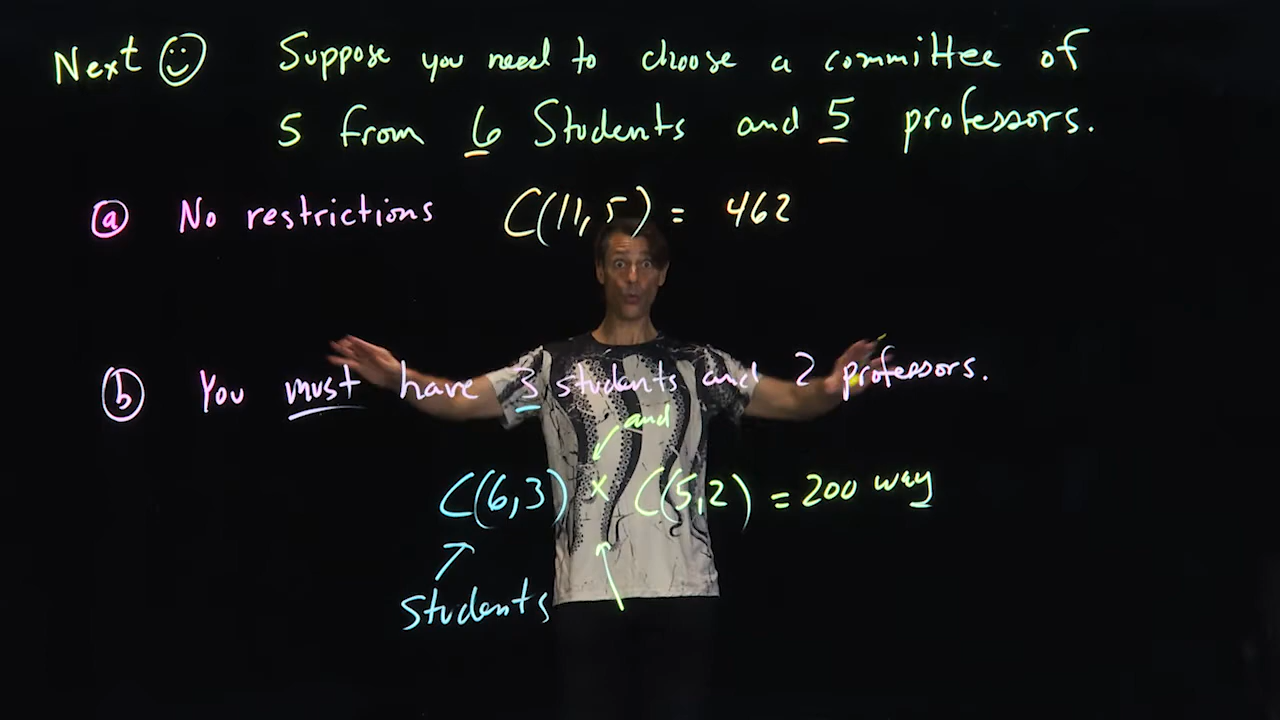 Next ☺ Suppose you need to choose a committee of
5 from 6 Students and 5 professors.
ⓐ No restrictions C(11,5) = 462
ⓑ You must have 3 students and 2 professors.
and
C(6,3) × C(5,2) = 200 way
Students